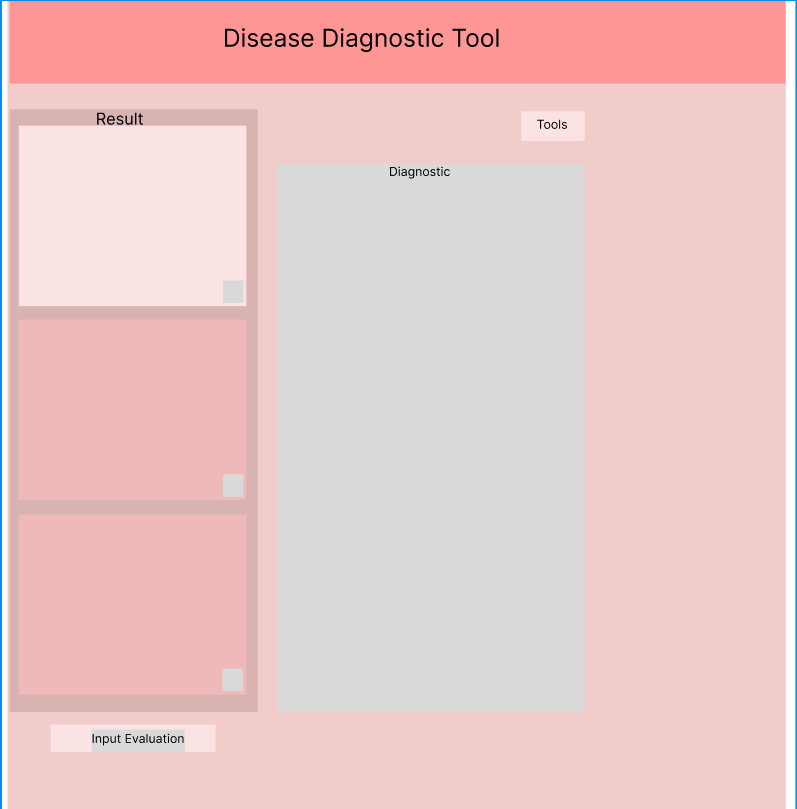 Disease Diagnostic Tool
Result
Tools
Diagnostic
Input Evaluation